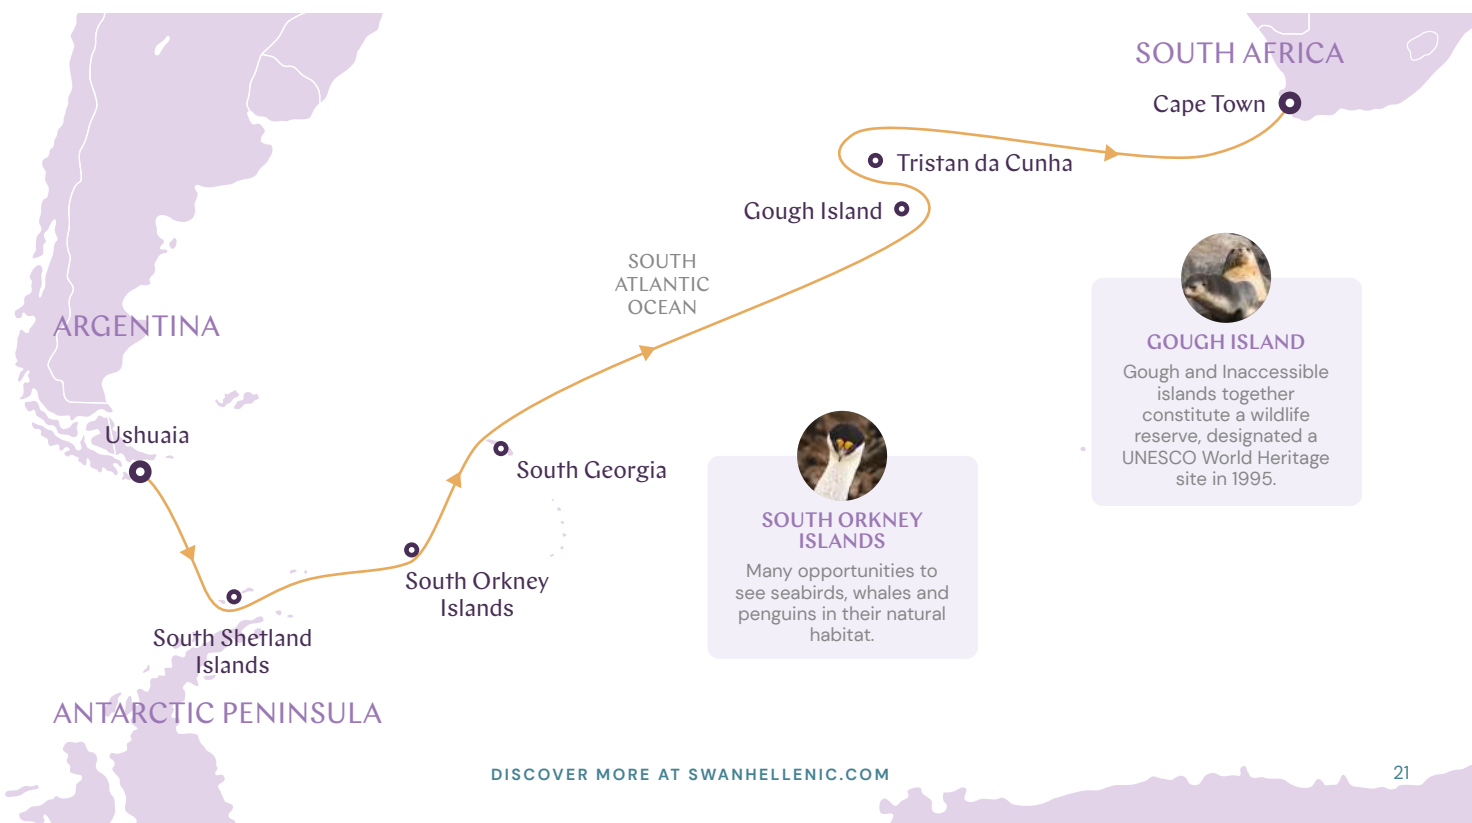 SOUTH AFRICA
Cape Town
Tristan da Cunha
Gough Island
SOUTH
ATLANTIC
OCEAN
ARGENTINA
Ushuaia
South Georgia
South Orkney
Islands
South Shetland
Islands
ANTARCTIC PENINSULA
GOUGH ISLAND
Gough and Inaccessible
islands together
constitute a wildlife
reserve, designated a
UNESCO World Heritage
site in 1995.
SOUTH ORKNEY
ISLANDS
Many opportunities to
see seabirds, whales and
penguins in their natural
habitat.
DISCOVER MORE AT SWANHELLENIC.COM
21